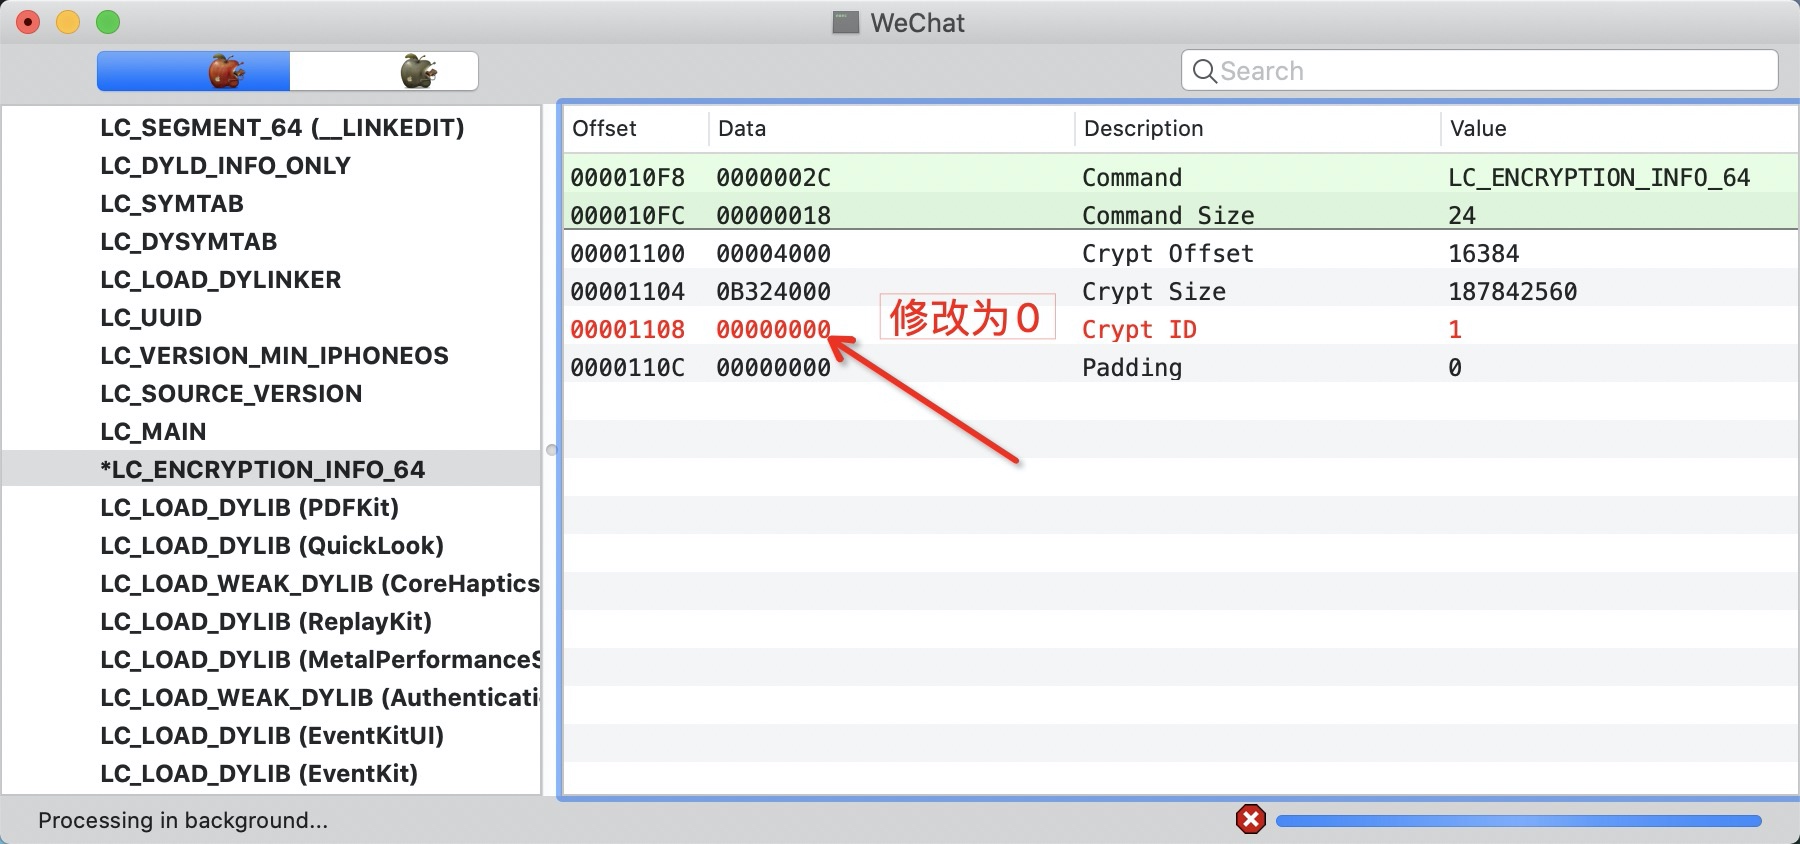 WeChat
Search
LC_SEGMENT_64 (__LINKEDIT)
LC_DYLD_INFO_ONLY
LC_SYMTAB
LC_DYSYMTAB
LC_LOAD_DYLINKER
LC_UUID
LC_VERSION_MIN_IPHONEOS
LC_SOURCE_VERSION
LC_MAIN
*LC_ENCRYPTION_INFO_64
LC_LOAD_DYLIB (PDFKit)
LC_LOAD_DYLIB (QuickLook)
LC_LOAD_WEAK_DYLIB (CoreHaptics
LC_LOAD_DYLIB (ReplayKit)
LC_LOAD_DYLIB (MetalPerformanceS
LC_LOAD_WEAK_DYLIB (Authenticati
LC_LOAD_DYLIB (EventKitUI)
LC_LOAD_DYLIB (EventKit)
Offset Data Description Value
000010F8 0000002C Command LC_ENCRYPTION_INFO_64
000010FC 00000018 Command Size 24
00001100 00004000 Crypt Offset 16384
00001104 0B324000 Crypt Size 187842560
00001108 00000000 修改为0 Crypt ID 1
0000110C 00000000 Padding 0
Processing in background...